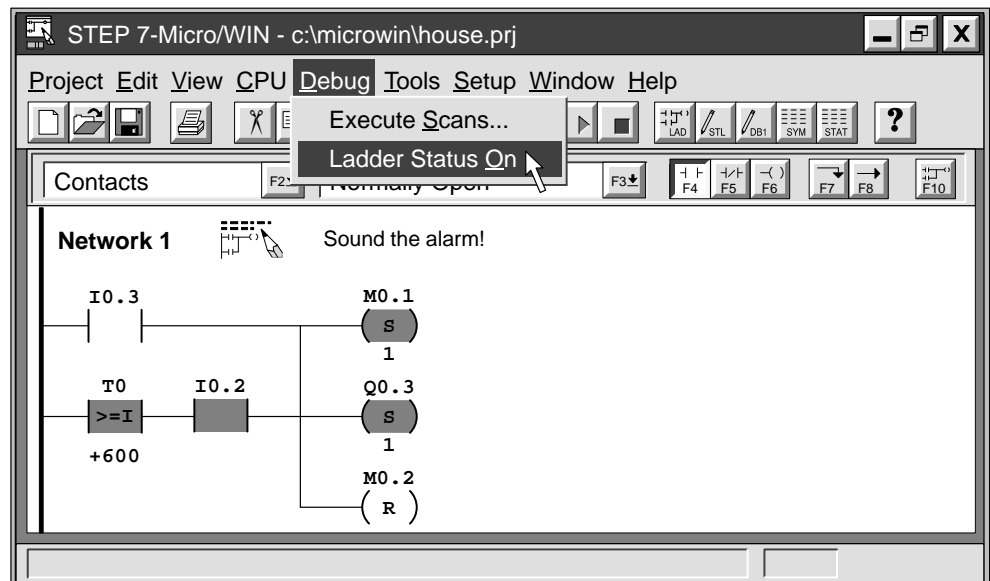 STEP 7-Micro/WIN - c:\microwin\house.prj
Project Edit View CPU Debug Tools Setup Window Help
Execute Scans...
Ladder Status On
LAD STL DB1 SYM STAT ?
Contacts F2 Normally Open F3 F4 F5 F6 F7 F8 F10
Network 1 Sound the alarm!
I0.3 M0.1
S
1
T0 I0.2 Q0.3
>=I S
+600 1
M0.2
R